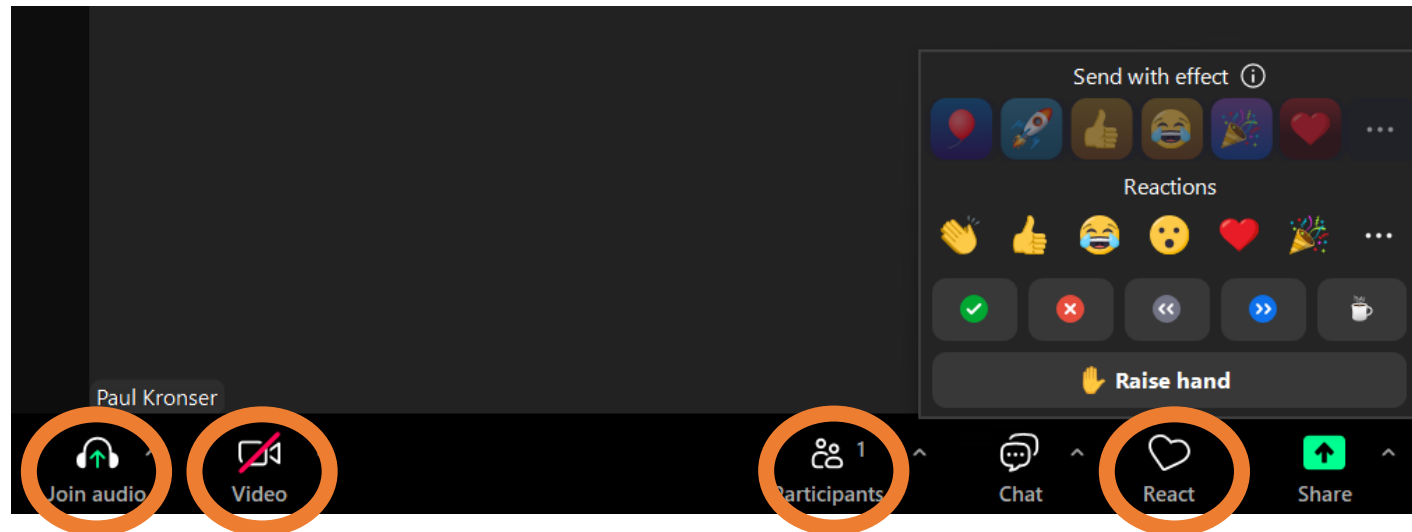 Send with effect
Reactions
Raise hand
Paul Kronser
Join audio
Video
Participants
1
Chat
React
Share